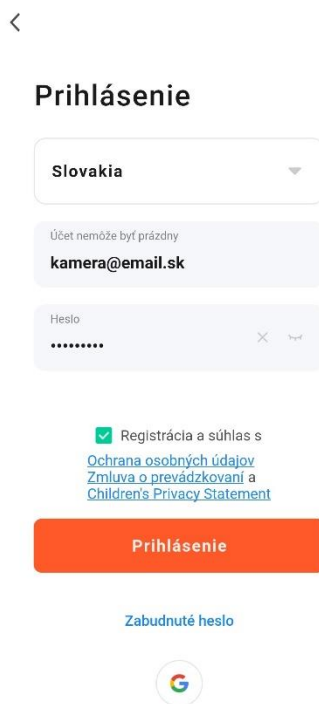 Prihlásenie
Slovakia
Účet nemôže byť prázdny
kamera@email.sk
Heslo
•••••••••
Registrácia a súhlas s
Ochrana osobných údajov
Zmluva o prevádzkovaní a
Children's Privacy Statement
Prihlásenie
Zabudnuté heslo
G